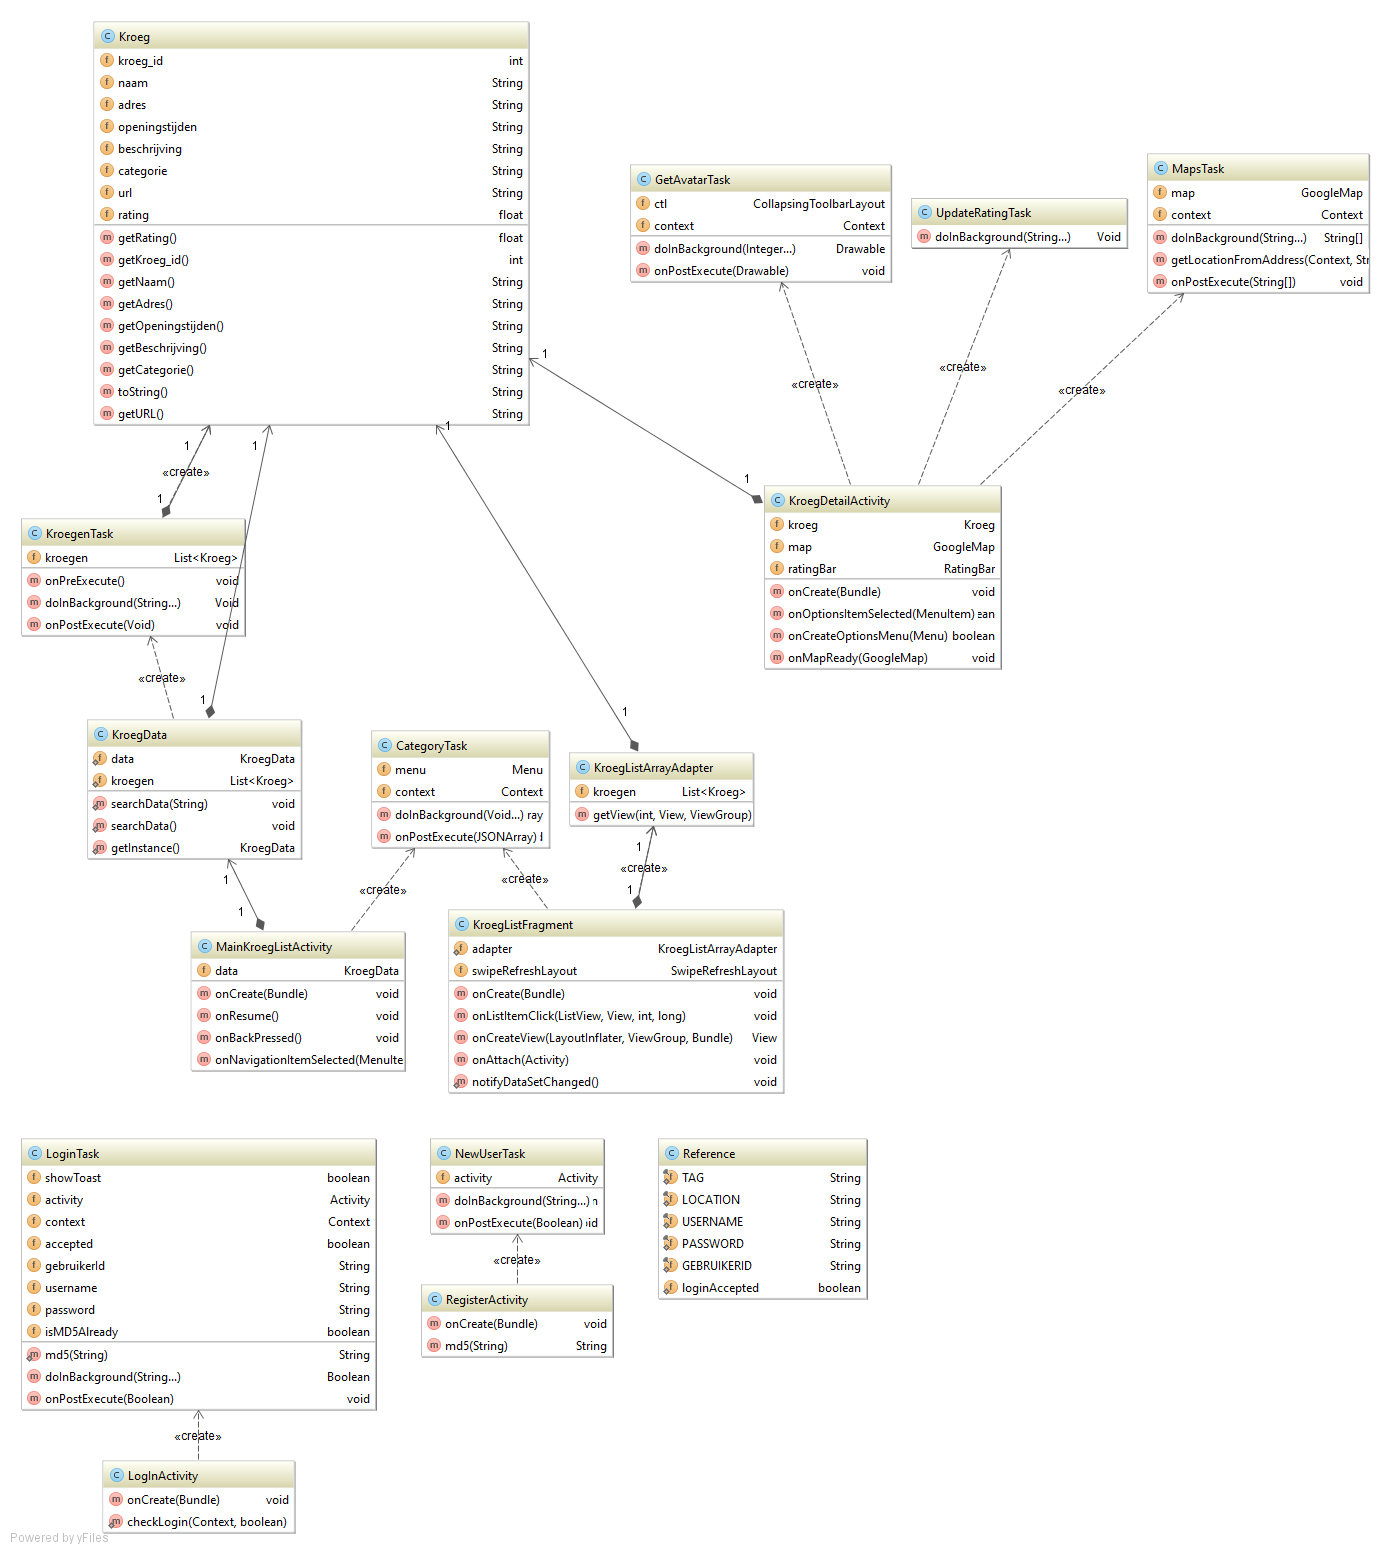 Kroeg
kroeg_id int
naam String
adres String
openingstijden String
beschrijving String
categorie String
url String
rating float
getRating() float
getKroeg_id() int
getNaam() String
getAdres() String
getOpeningstijden() String
getBeschrijving() String
getCategorie() String
toString() String
getURL() String
GetAvatarTask
ctl CollapsingToolbarLayout
context Context
doInBackground(Integer...) Drawable
onPostExecute(Drawable) void
UpdateRatingTask
doInBackground(String...) Void
MapsTask
map GoogleMap
context Context
doInBackground(String...) String[]
getLocationFromAddress(Context, Str
onPostExecute(String[]) void
«create»
«create»
«create»
1
1
KroegDetailActivity
kroeg Kroeg
map GoogleMap
ratingBar RatingBar
onCreate(Bundle) void
onOptionsItemSelected(MenuItem) ean
onCreateOptionsMenu(Menu) boolean
onMapReady(GoogleMap) void
1
1
1
«create»
1
KroegenTask
kroegen List<Kroeg>
onPreExecute() void
doInBackground(String...) Void
onPostExecute(Void) void
«create»
1
1
KroegData
data KroegData
kroegen List<Kroeg>
searchData(String) void
searchData() void
getInstance() KroegData
CategoryTask
menu Menu
context Context
doInBackground(Void...) ray
onPostExecute(JSONArray)
KroegListArrayAdapter
kroegen List<Kroeg>
getView(int, View, ViewGroup)
1
1
«create»
«create»
1
«create»
1
MainKroegListActivity
data KroegData
onCreate(Bundle) void
onResume() void
onBackPressed() void
onNavigationItemSelected(MenuIte
KroegListFragment
adapter KroegListArrayAdapter
swipeRefreshLayout SwipeRefreshLayout
onCreate(Bundle) void
onListItemClick(ListView, View, int, long) void
onCreateView(LayoutInflater, ViewGroup, Bundle) View
onAttach(Activity) void
notifyDataSetChanged() void
LoginTask
showToast boolean
activity Activity
context Context
accepted boolean
gebruikerId String
username String
password String
isMD5Already boolean
md5(String) String
doInBackground(String...) Boolean
onPostExecute(Boolean) void
«create»
LogInActivity
onCreate(Bundle) void
checkLogin(Context, boolean)
NewUserTask
activity Activity
doInBackground(String...) n
onPostExecute(Boolean) oid
«create»
RegisterActivity
onCreate(Bundle) void
md5(String) String
Reference
TAG String
LOCATION String
USERNAME String
PASSWORD String
GEBRUIKERID String
loginAccepted boolean
Powered by yFiles